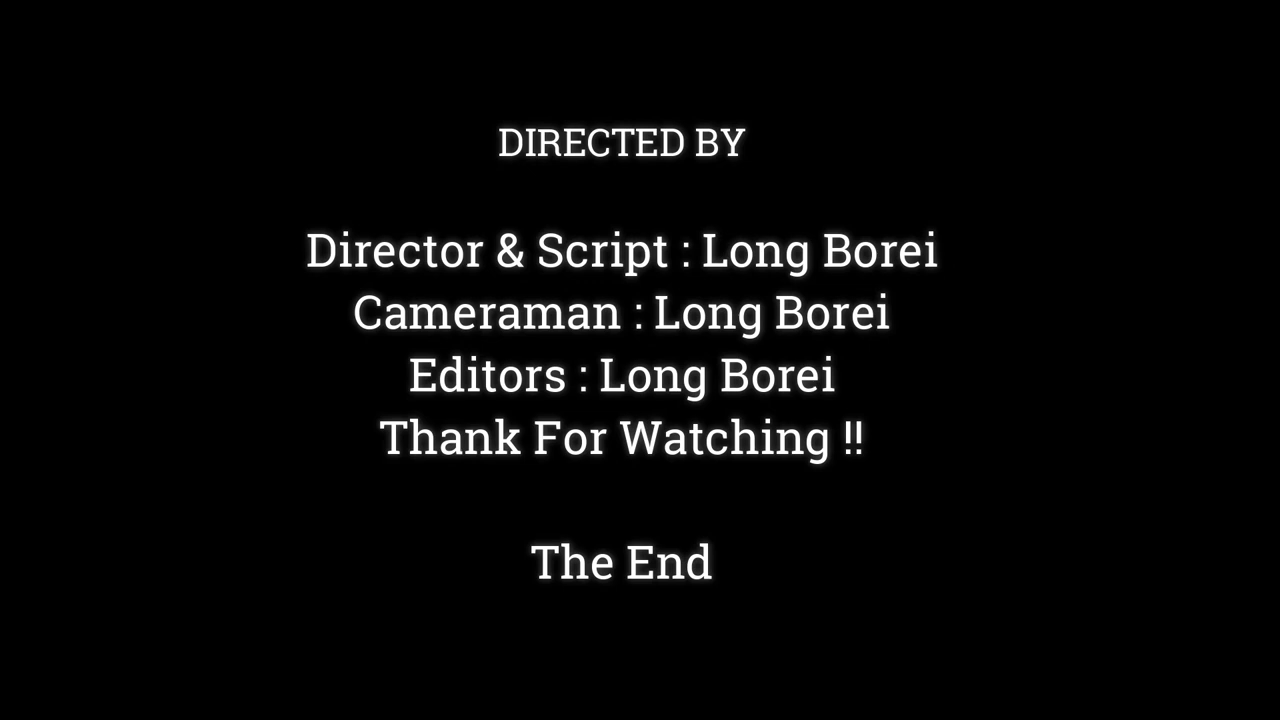 DIRECTED BY
Director & Script : Long Borei
Cameraman : Long Borei
Editors : Long Borei
Thank For Watching !!
The End